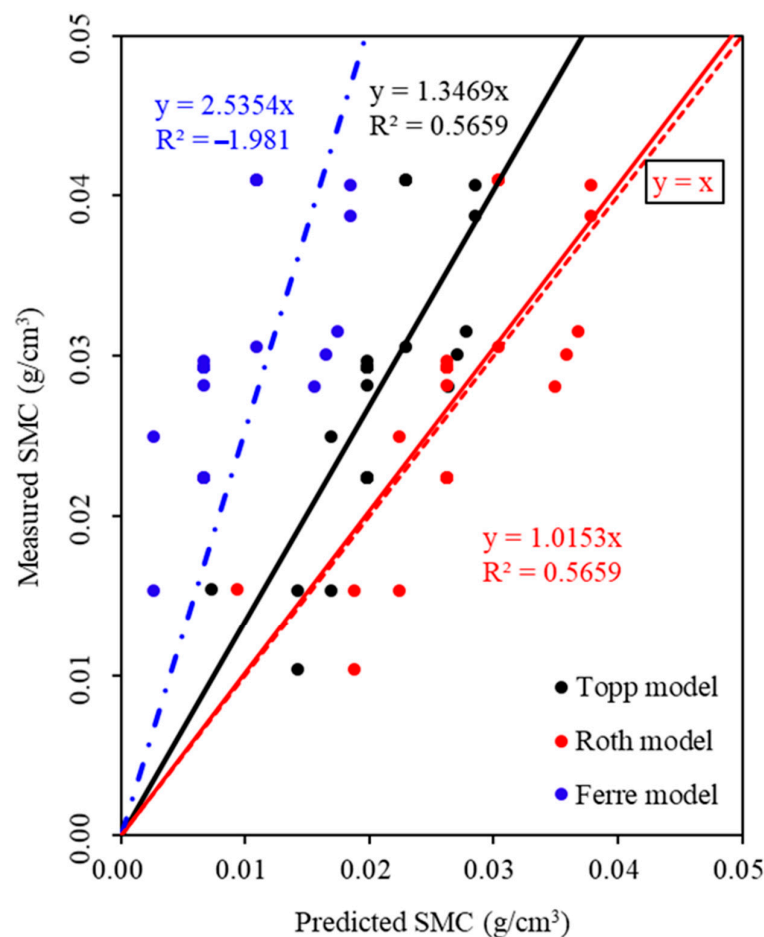 0.05
0.04
0.03
0.02
0.01
0.00
Measured SMC (g/cm³)
y = 2.5354x
R² = –1.981
y = 1.3469x
R² = 0.5659
y = x
y = 1.0153x
R² = 0.5659
Topp model
Roth model
Ferre model
0.00 0.01 0.02 0.03 0.04 0.05
Predicted SMC (g/cm³)